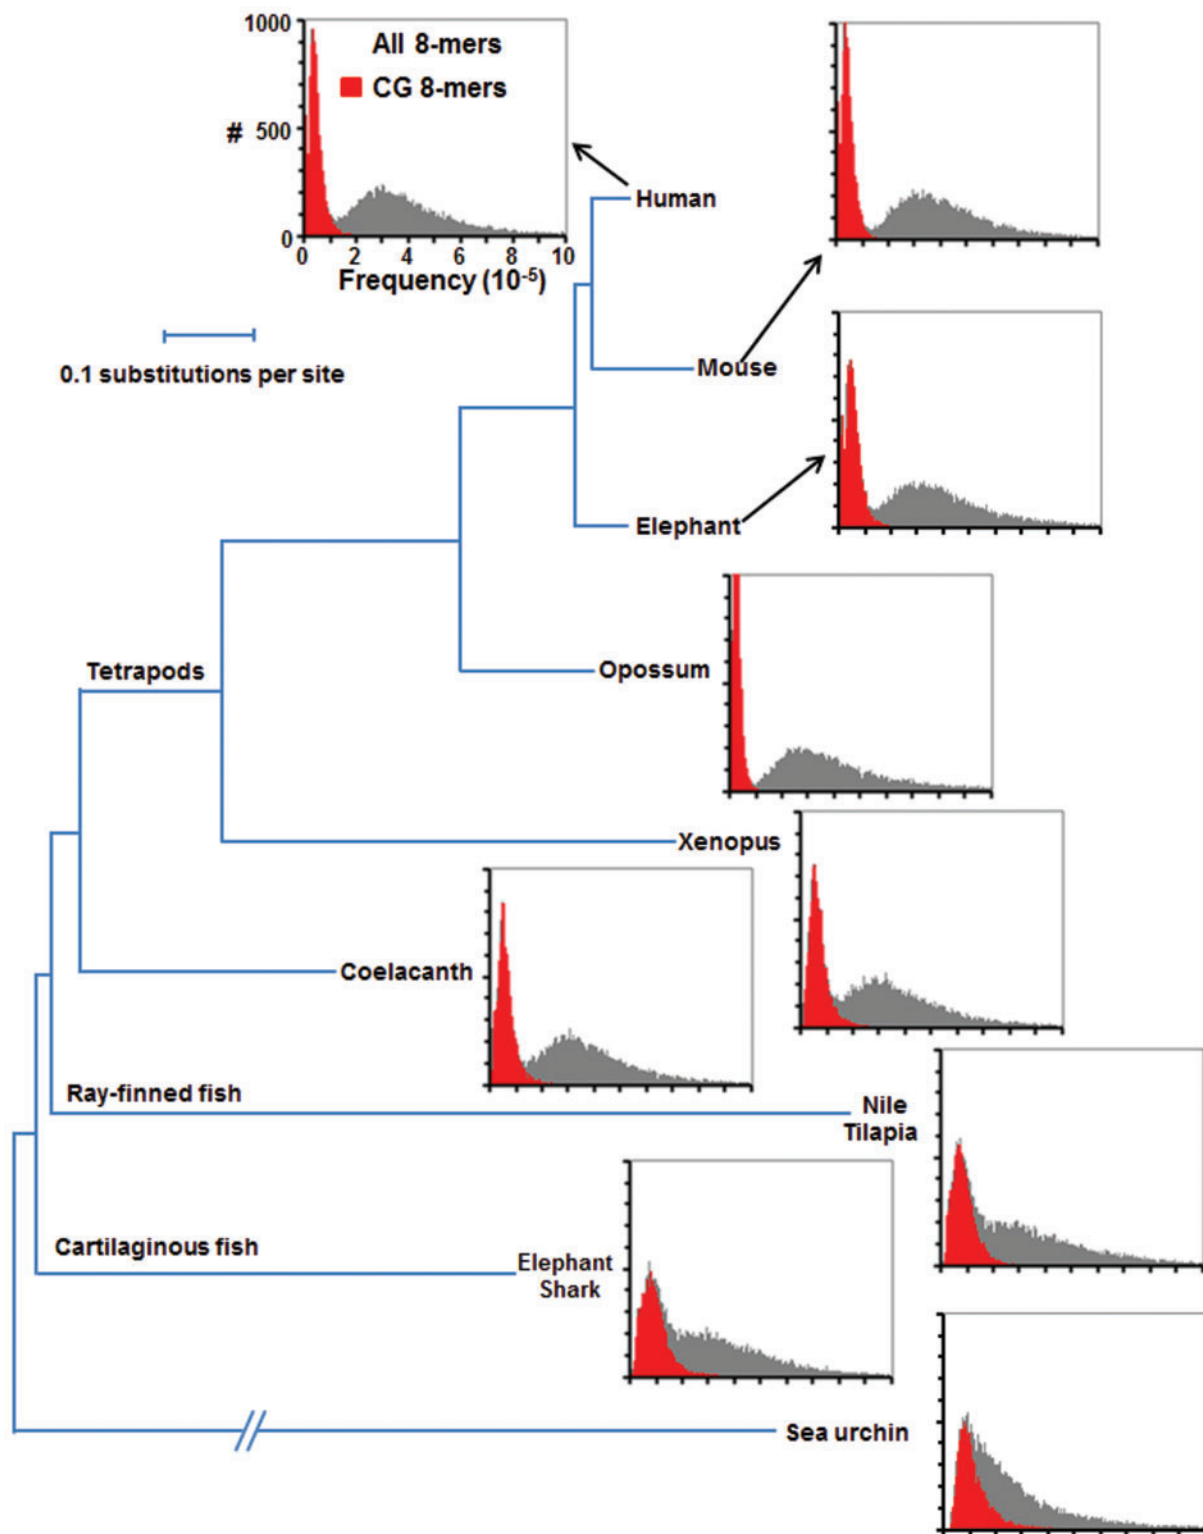 1000
All 8-mers
CG 8-mers
# 500
0
0 2 4 6 8 10
Frequency (10-5)
Human
0.1 substitutions per site
Mouse
Elephant
Tetrapods
Opossum
Xenopus
Coelacanth
Ray-finned fish
Nile
Tilapia
Cartilaginous fish
Elephant
Shark
Sea urchin